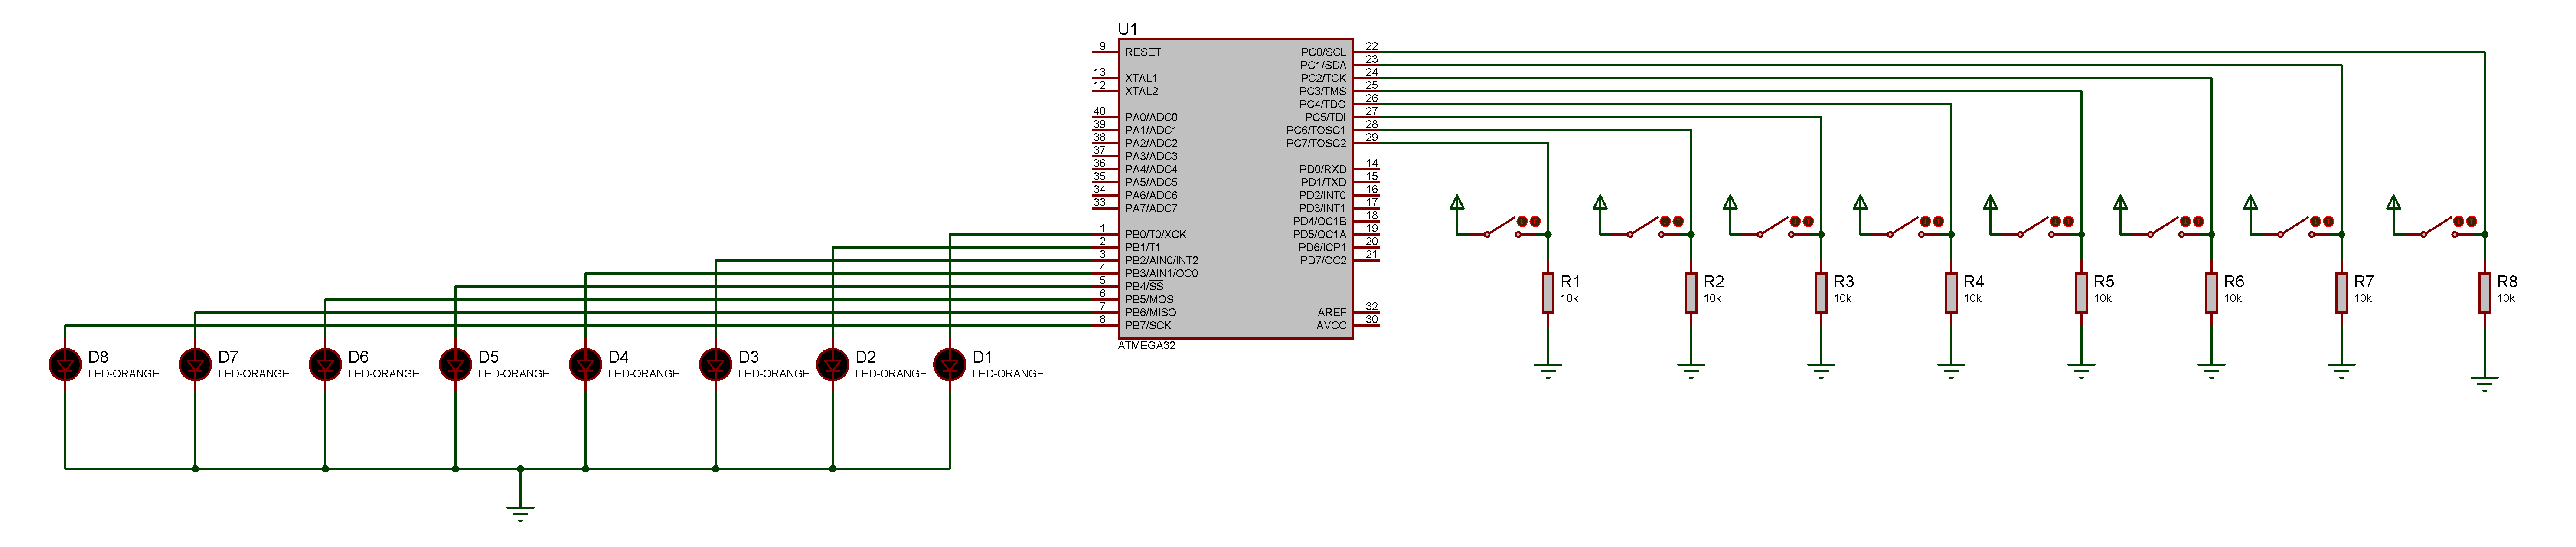 U1
9 RESET PC0/SCL 22
PC1/SDA 23
13 XTAL1 PC2/TCK 24
12 XTAL2 PC3/TMS 25
PC4/TDO 26
40 PA0/ADC0 PC5/TDI 27
39 PA1/ADC1 PC6/TOSC1 28
38 PA2/ADC2 PC7/TOSC2 29
37 PA3/ADC3
36 PA4/ADC4 PD0/RXD 14
35 PA5/ADC5 PD1/TXD 15
34 PA6/ADC6 PD2/INT0 16
33 PA7/ADC7 PD3/INT1 17
PD4/OC1B 18
1 PB0/T0/XCK PD5/OC1A 19
2 PB1/T1 PD6/ICP1 20
3 PB2/AIN0/INT2 PD7/OC2 21
4 PB3/AIN1/OC0
5 PB4/SS
6 PB5/MOSI
7 PB6/MISO AREF 32
8 PB7/SCK AVCC 30
ATMEGA32
R1 R2 R3 R4 R5 R6 R7 R8
10k 10k 10k 10k 10k 10k 10k 10k
D8 D7 D6 D5 D4 D3 D2 D1
LED-ORANGE LED-ORANGE LED-ORANGE LED-ORANGE LED-ORANGE LED-ORANGE LED-ORANGE LED-ORANGE